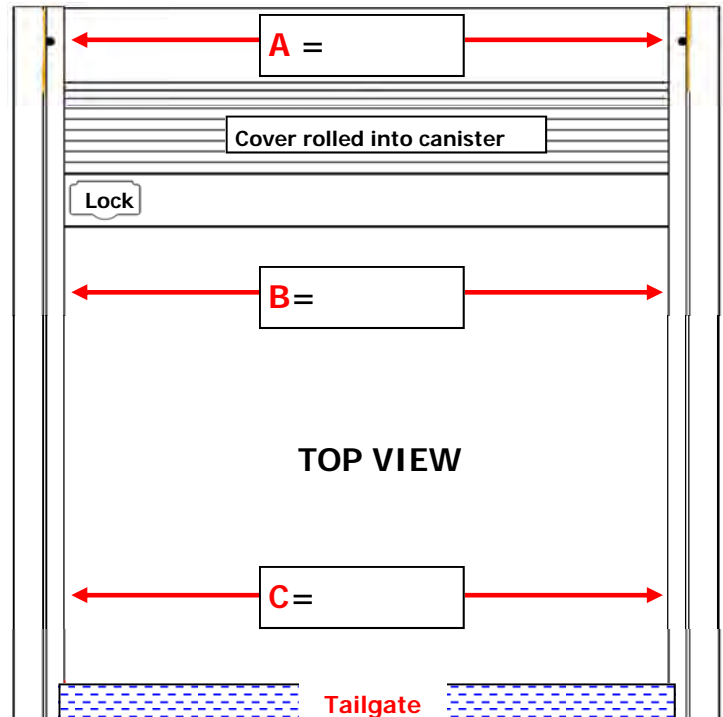 A =
Cover rolled into canister
Lock
B=
TOP VIEW
C=
Tailgate